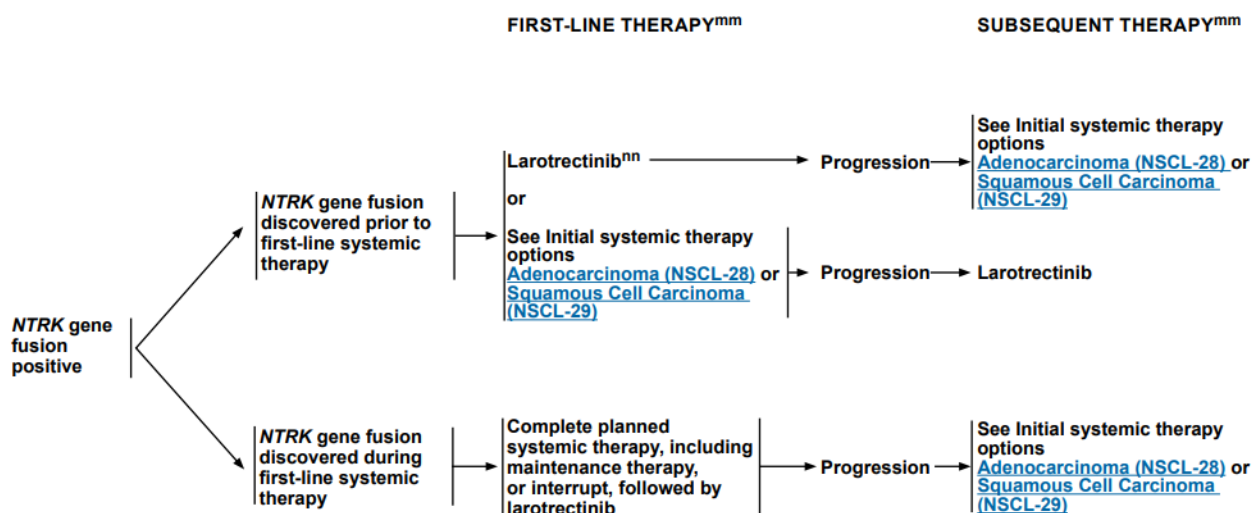 FIRST-LINE THERAPYmm
SUBSEQUENT THERAPYmm
NTRK gene
fusion
positive
NTRK gene fusion
discovered prior to
first-line systemic
therapy
Larotrectinibnn
or
See Initial systemic therapy
options
Adenocarcinoma (NSCL-28) or
Squamous Cell Carcinoma
(NSCL-29)
Progression
See Initial systemic therapy
options
Adenocarcinoma (NSCL-28) or
Squamous Cell Carcinoma
(NSCL-29)
Progression
Larotrectinib
NTRK gene fusion
discovered during
first-line systemic
therapy
Complete planned
systemic therapy, including
maintenance therapy,
or interrupt, followed by
larotrectinib
Progression
See Initial systemic therapy
options
Adenocarcinoma (NSCL-28) or
Squamous Cell Carcinoma
(NSCL-29)